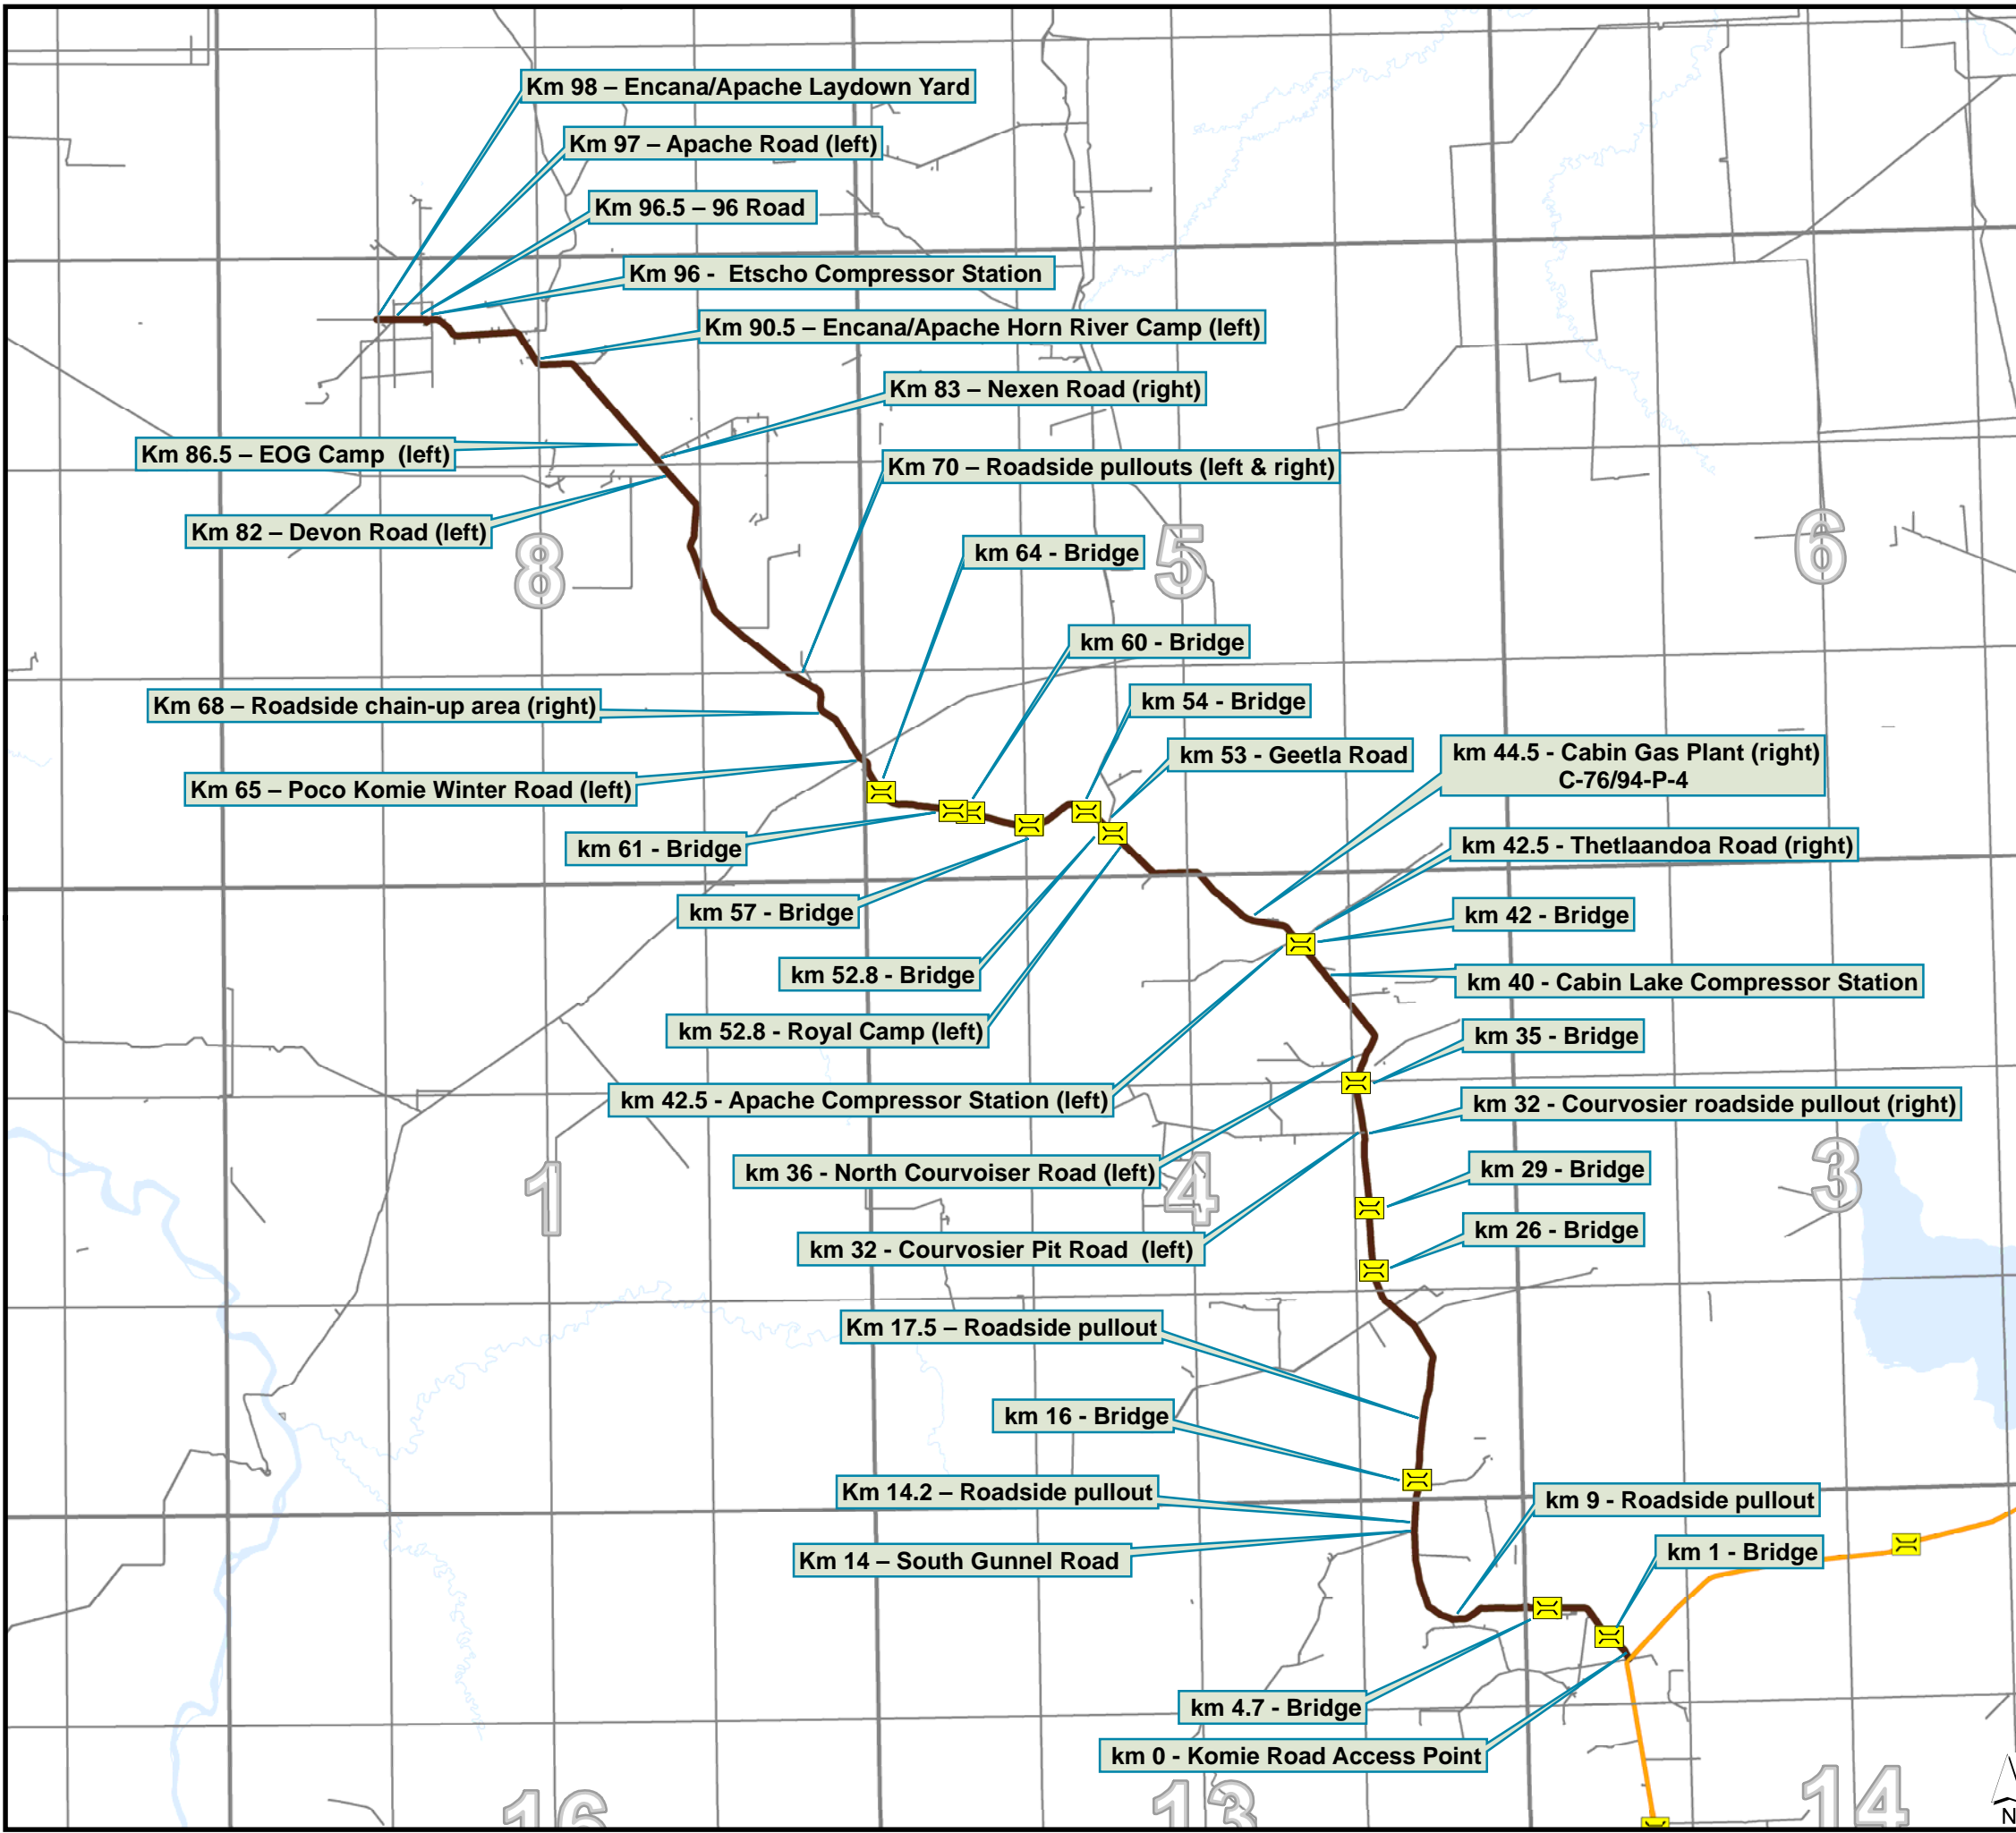 Km 98 – Encana/Apache Laydown Yard
Km 97 – Apache Road (left)
Km 96.5 – 96 Road
Km 96 - Etscho Compressor Station
Km 90.5 – Encana/Apache Horn River Camp (left)
Km 83 – Nexen Road (right)
Km 86.5 – EOG Camp (left)
Km 70 – Roadside pullouts (left & right)
Km 82 – Devon Road (left)
8
5
6
km 64 - Bridge
km 60 - Bridge
km 54 - Bridge
Km 68 – Roadside chain-up area (right)
km 53 - Geetla Road
km 44.5 - Cabin Gas Plant (right)
C-76/94-P-4
Km 65 – Poco Komie Winter Road (left)
km 61 - Bridge
km 42.5 - Thetlaandoa Road (right)
km 57 - Bridge
km 42 - Bridge
km 52.8 - Bridge
km 40 - Cabin Lake Compressor Station
km 52.8 - Royal Camp (left)
km 35 - Bridge
km 42.5 - Apache Compressor Station (left)
km 32 - Courvosier roadside pullout (right)
km 36 - North Courvoiser Road (left)
km 29 - Bridge
1
4
3
km 32 - Courvosier Pit Road (left)
km 26 - Bridge
Km 17.5 – Roadside pullout
km 16 - Bridge
Km 14.2 – Roadside pullout
km 9 - Roadside pullout
Km 14 – South Gunnel Road
km 1 - Bridge
km 4.7 - Bridge
km 0 - Komie Road Access Point
16
13
14
N